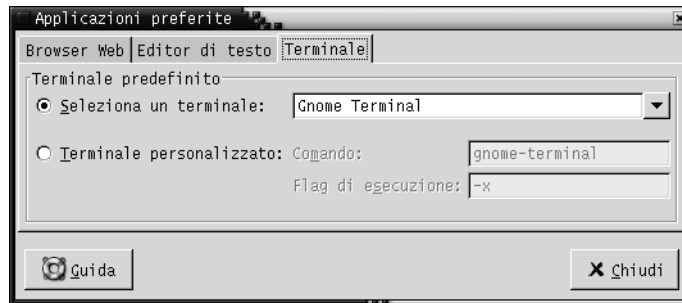 Applicazioni preferite
Browser Web Editor di testo Terminale
Terminale predefinito
Seleziona un terminale: Gnome Terminal
Terminale personalizzato: Comando: gnome-terminal
Flag di esecuzione: -x
Guida Chiudi